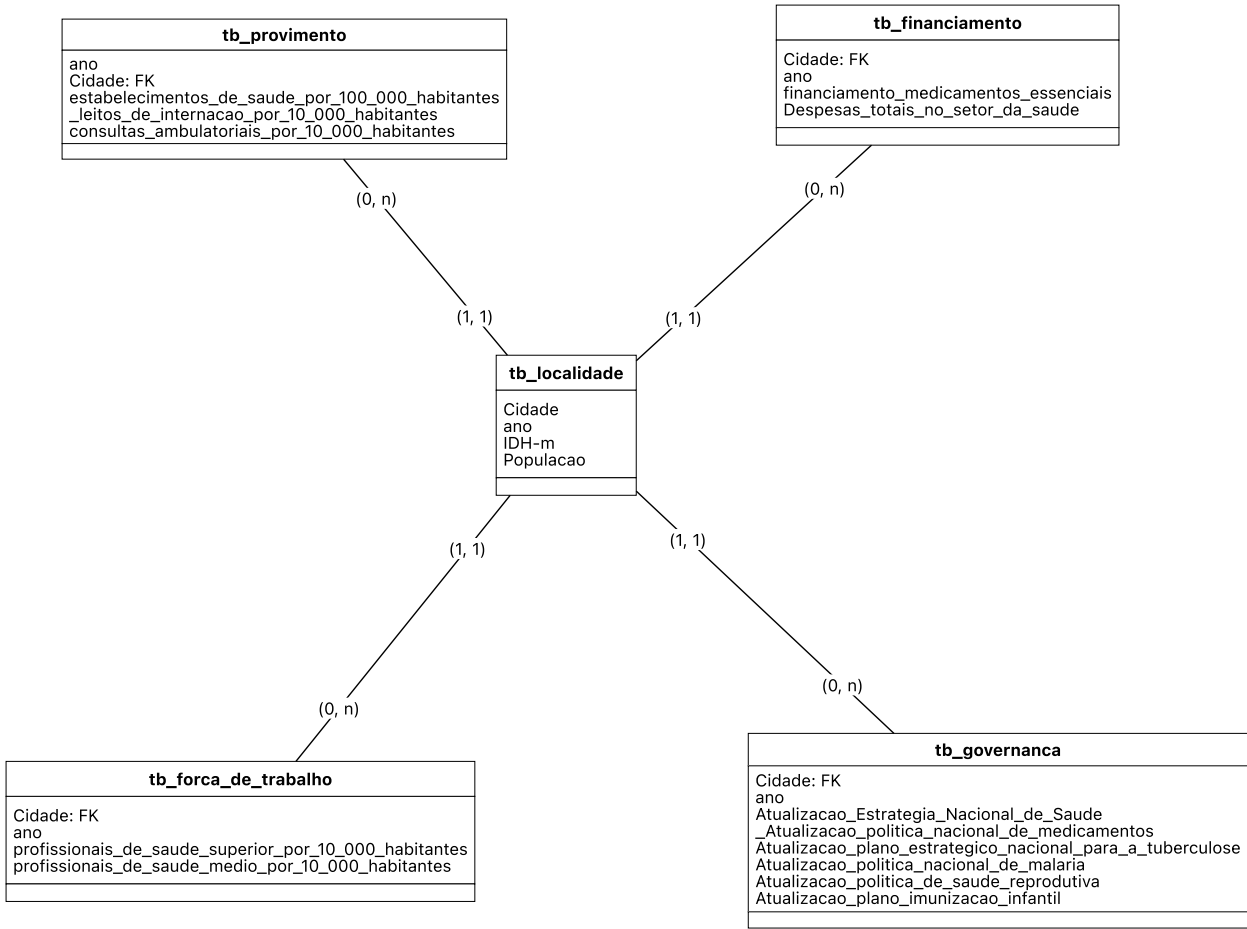 tb_provimento
ano
Cidade: FK
estabelecimentos_de_saude_por_100_000_habitantes
_leitos_de_internacao_por_10_000_habitantes
consultas_ambulatoriais_por_10_000_habitantes
tb_financiamento
Cidade: FK
ano
financiamento_medicamentos_essenciais
Despesas_totais_no_setor_da_saude
(0, n)
(0, n)
(1, 1)
(1, 1)
tb_localidade
Cidade
ano
IDH-m
Populacao
(1, 1)
(1, 1)
(0, n)
(0, n)
tb_forca_de_trabalho
Cidade: FK
ano
profissionais_de_saude_superior_por_10_000_habitantes
profissionais_de_saude_medio_por_10_000_habitantes
tb_governanca
Cidade: FK
ano
Atualizacao_Estrategia_Nacional_de_Saude
_Atualizacao_politica_nacional_de_medicamentos
Atualizacao_plano_estrategico_nacional_para_a_tuberculose
Atualizacao_politica_nacional_de_malaria
Atualizacao_politica_de_saude_reprodutiva
Atualizacao_plano_imunizacao_infantil